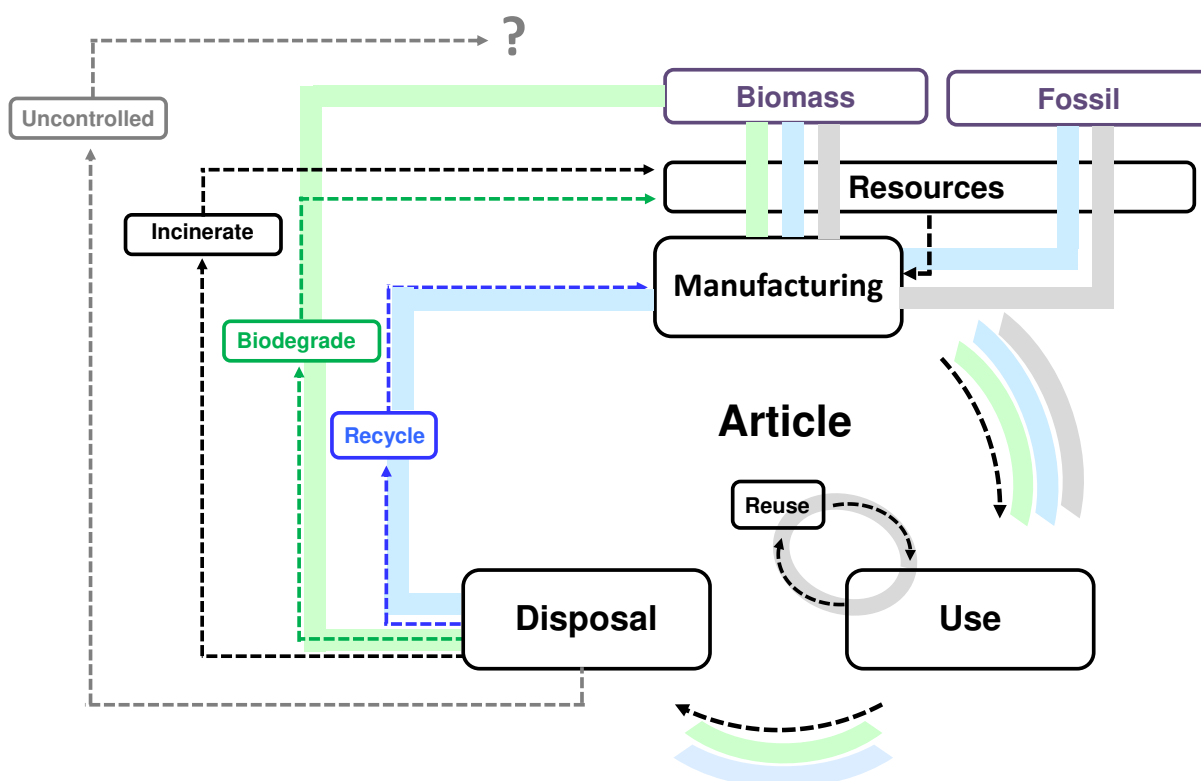 ?
Biomass
Fossil
Uncontrolled
Resources
Incinerate
Manufacturing
Biodegrade
Article
Recycle
Reuse
Disposal
Use